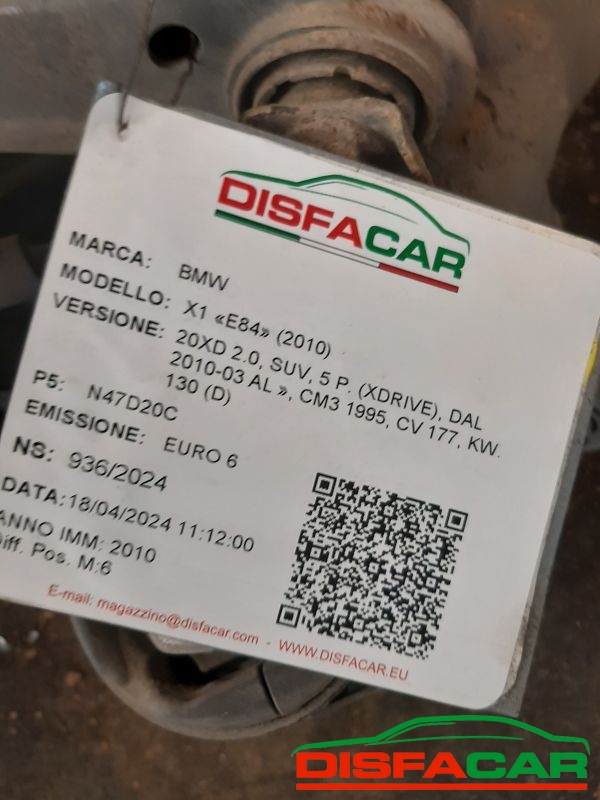 DISFACAR
MARCA: BMW
MODELLO: X1 «E84» (2010)
VERSIONE: 20XD 2.0, SUV, 5 P. (XDRIVE), DAL
2010-03 AL », CM3 1995, CV 177, KW.
130 (D)
P5: N47D20C
EMISSIONE: EURO 6
NS: 936/2024
DATA:18/04/2024 11:12:00
ANNO IMM: 2010
Pos. M:6
E-mail: magazzino@disfacar.com - WWW.DISFACAR.EU
DISFACAR